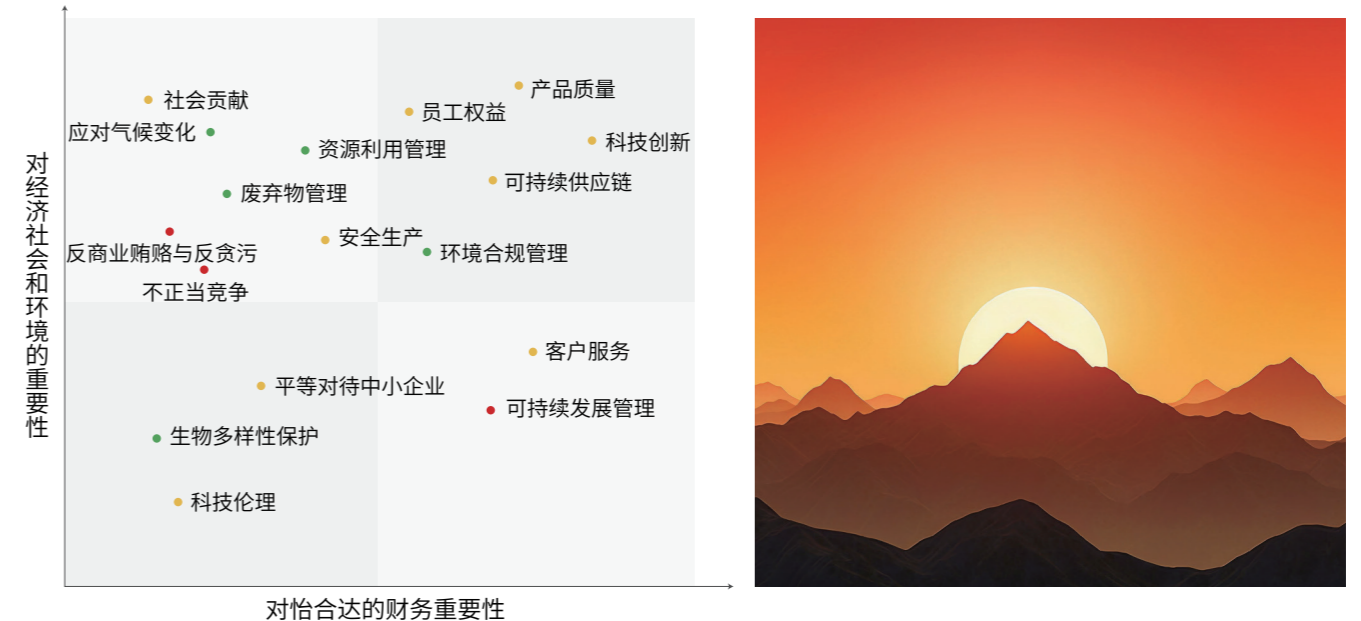 对经济社会和环境的重要性
产品质量
社会贡献
员工权益
应对气候变化
科技创新
资源利用管理
可持续供应链
废弃物管理
安全生产
反商业贿赂与反贪污
环境合规管理
不正当竞争
客户服务
平等对待中小企业
可持续发展管理
生物多样性保护
科技伦理
对怡合达的财务重要性